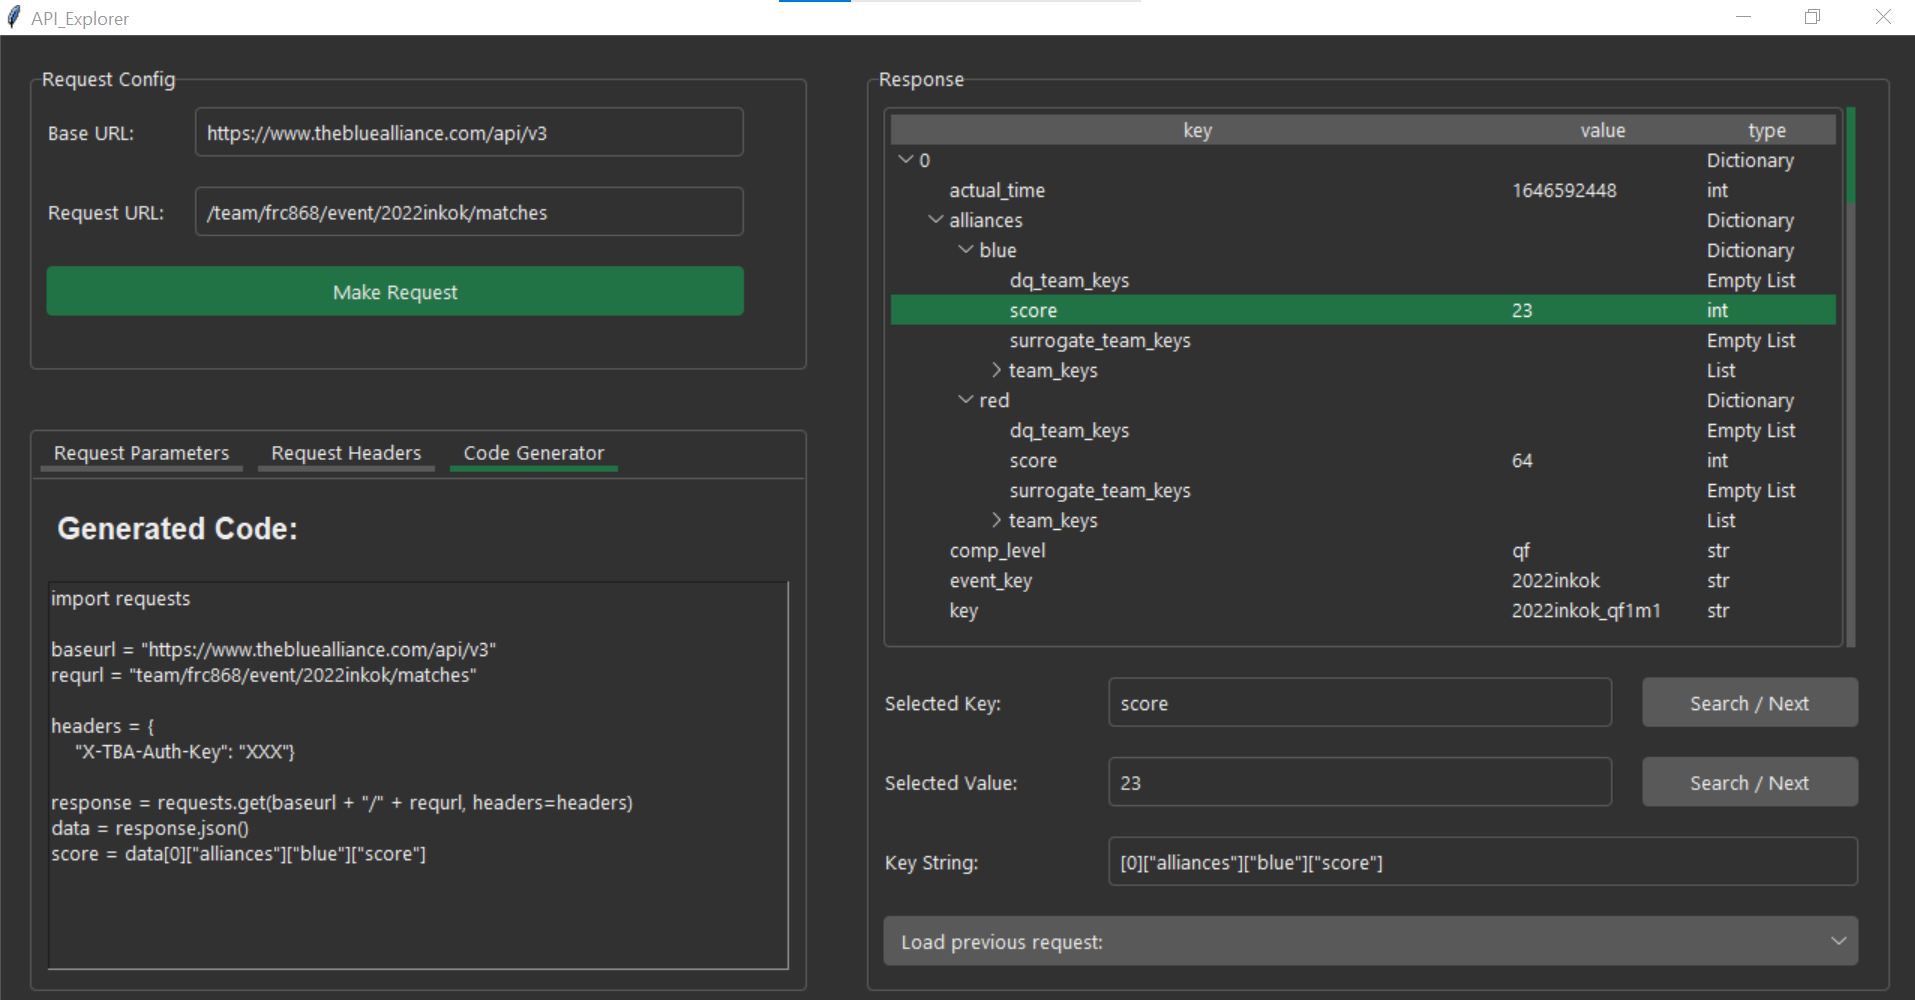 API_Explorer
Request Config
Base URL: https://www.thebluealliance.com/api/v3
Request URL: /team/frc868/event/2022inkok/matches
Make Request
Request Parameters Request Headers Code Generator
Generated Code:
import requests
baseurl = "https://www.thebluealliance.com/api/v3"
requrl = "team/frc868/event/2022inkok/matches"
headers = {
"X-TBA-Auth-Key": "XXX"}
response = requests.get(baseurl + "/" + requrl, headers=headers)
data = response.json()
score = data[0]["alliances"]["blue"]["score"]
Response
key value type
0 Dictionary
actual_time 1646592448 int
alliances Dictionary
blue Dictionary
dq_team_keys Empty List
score 23 int
surrogate_team_keys Empty List
team_keys List
red Dictionary
dq_team_keys Empty List
score 64 int
surrogate_team_keys Empty List
team_keys List
comp_level qf str
event_key 2022inkok str
key 2022inkok_qf1m1 str
Selected Key: score Search / Next
Selected Value: 23 Search / Next
Key String: [0]["alliances"]["blue"]["score"]
Load previous request: